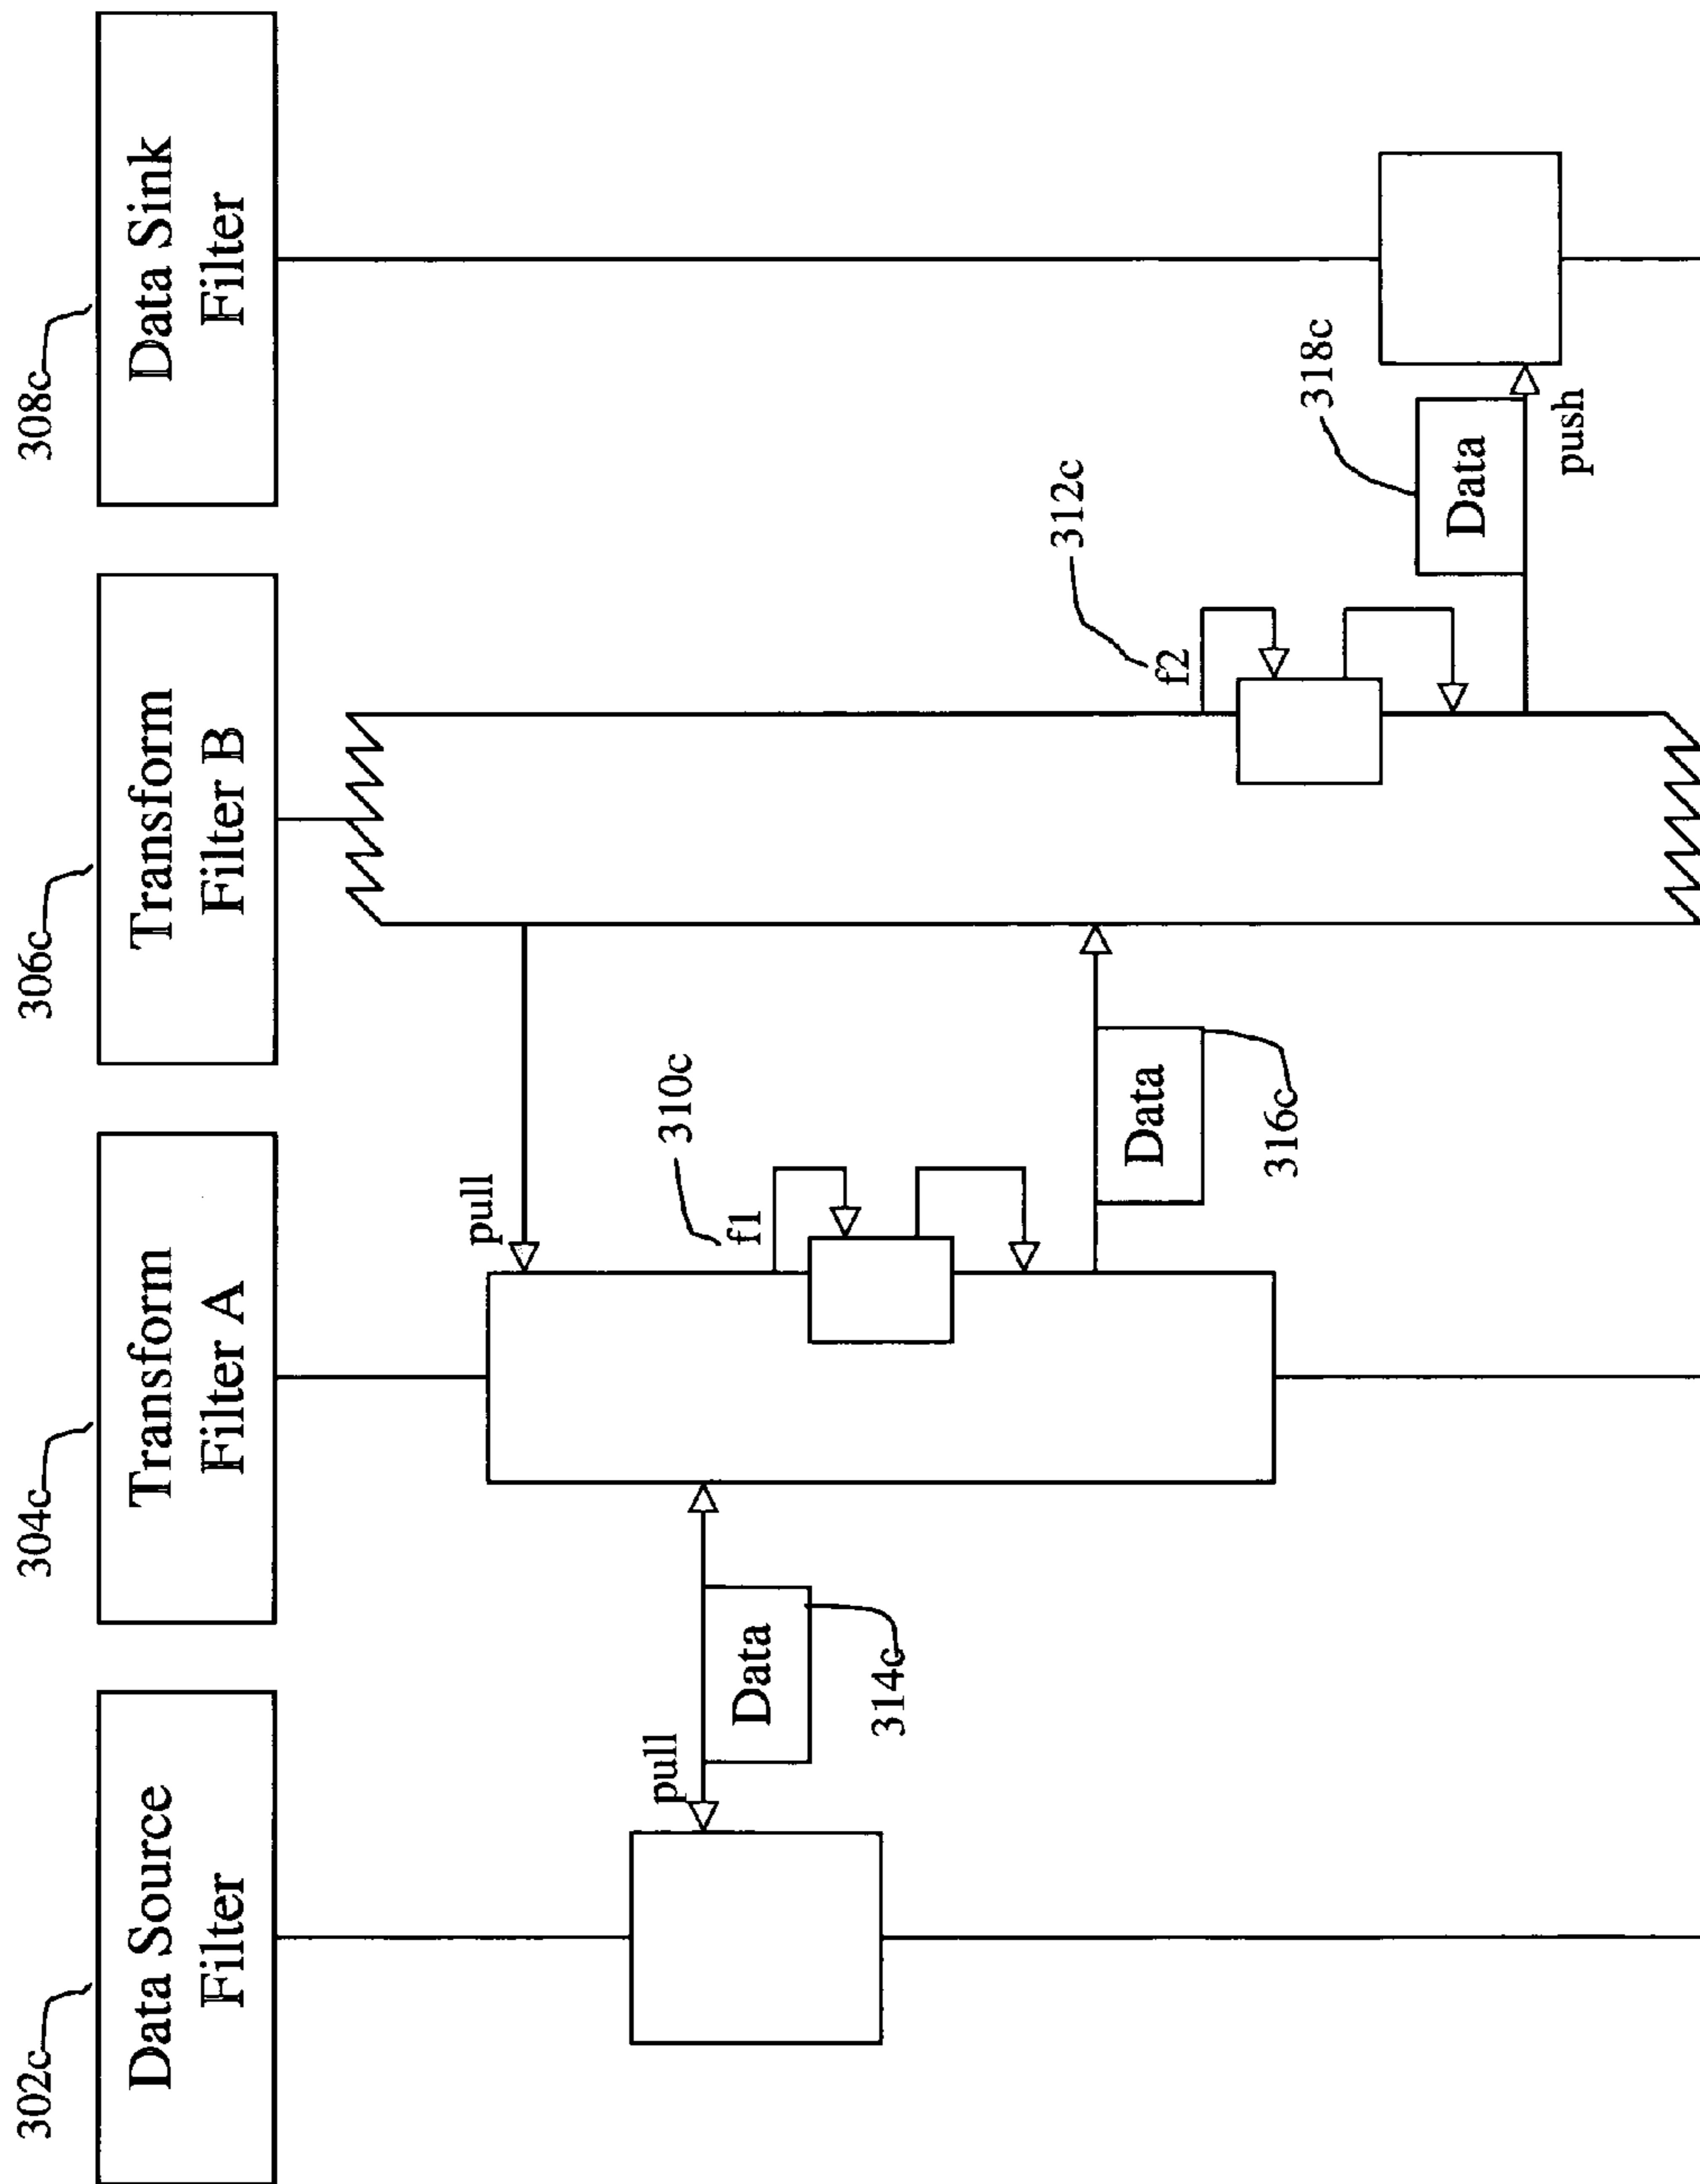 302c
304c
306c
308c
Data Source
Filter
Transform
Filter A
Transform
Filter B
Data Sink
Filter
pull
pull
Data
314c
f1
310c
Data
316c
f2
312c
Data
318c
push